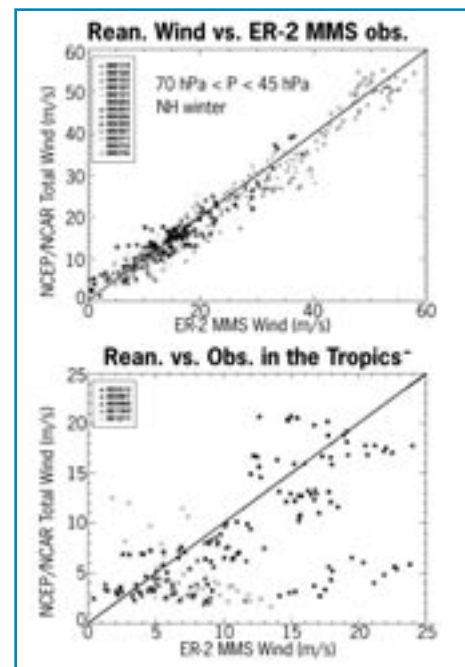 Rean. Wind vs. ER-2 MMS obs.
60
50
40
30
20
10
0
70 hPa < P < 45 hPa
NH winter
NCEP/NCAR Total Wind (m/s)
0 20 40 60
ER-2 MMS Wind (m/s)
Rean. vs. Obs. in the Tropics
25
20
15
10
5
0
NCEP/NCAR Total Wind (m/s)
0 5 10 15 20 25
ER-2 MMS Wind (m/s)